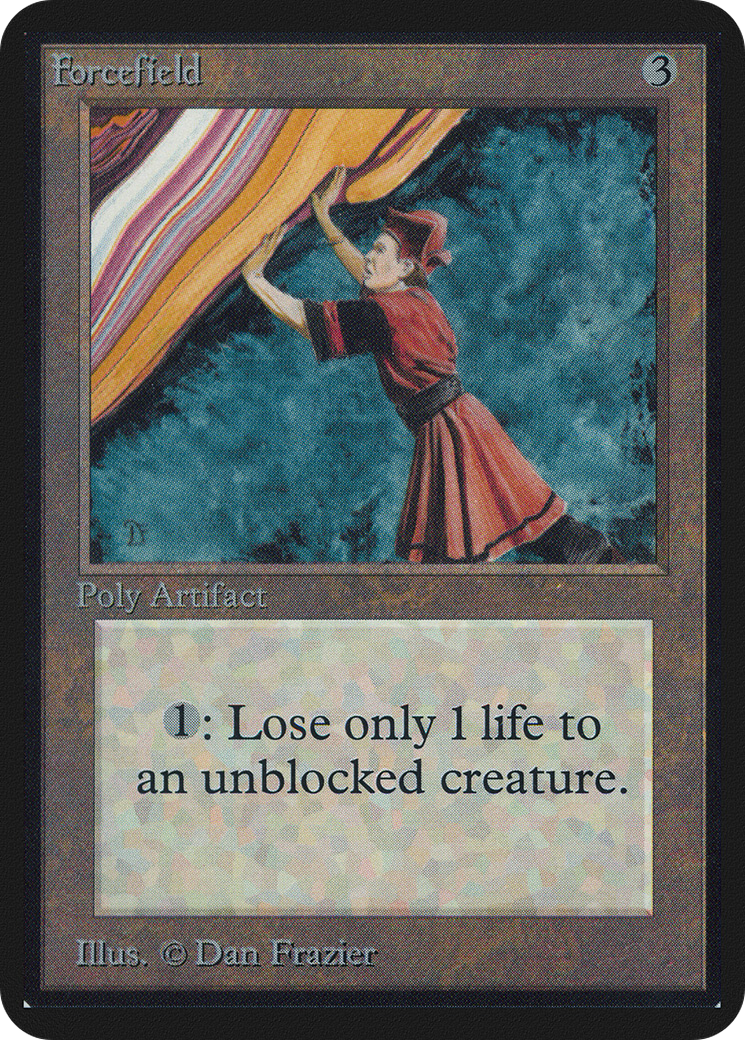 Forcefield 3
Poly Artifact
1: Lose only 1 life to
an unblocked creature.
Illus. © Dan Frazier